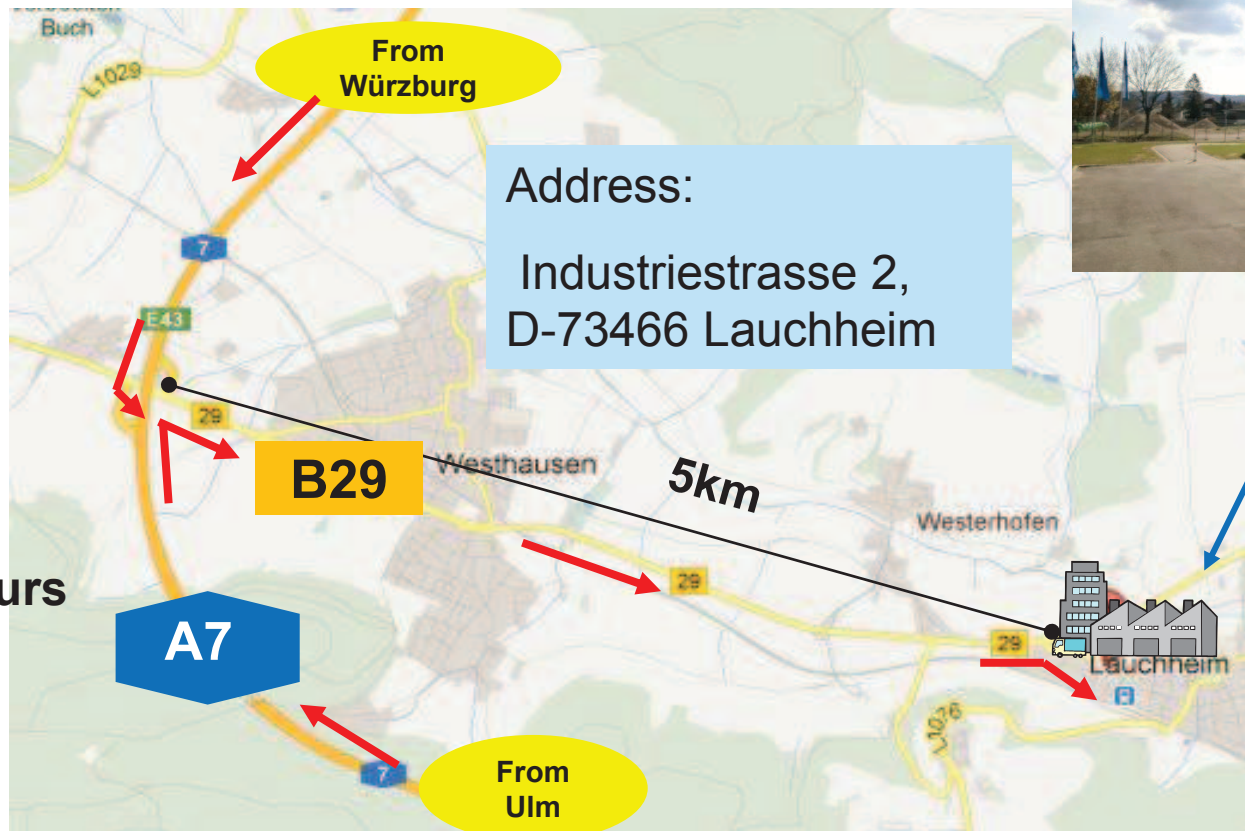 Buch
L1029
From
Würzburg
Address:
Industriestrasse 2,
D-73466 Lauchheim
7
E43
29
B29
Westhausen
5km
Westerhofen
29
urs
A7
29
Lauchheim
L1026
7
From
Ulm